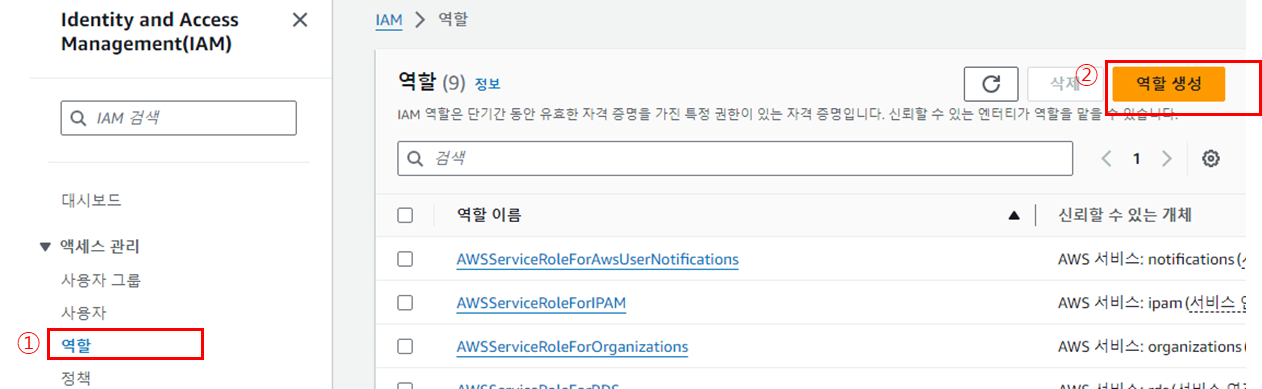 Identity and Access
Management(IAM)
IAM 검색
대시보드
액세스 관리
사용자 그룹
사용자
① 역할
정책
IAM > 역할
역할 (9) 정보
삭제
② 역할 생성
IAM 역할은 단기간 동안 유효한 자격 증명을 가진 특정 권한이 있는 자격 증명입니다. 신뢰할 수 있는 엔터티가 역할을 맡을 수 있습니다.
검색
1
역할 이름
신뢰할 수 있는 개체
AWSServiceRoleForAwsUserNotifications
AWS 서비스: notifications (
AWSServiceRoleForIPAM
AWS 서비스: ipam (서비스
AWSServiceRoleForOrganizations
AWS 서비스: organizations (
AWSServiceRoleForRDS